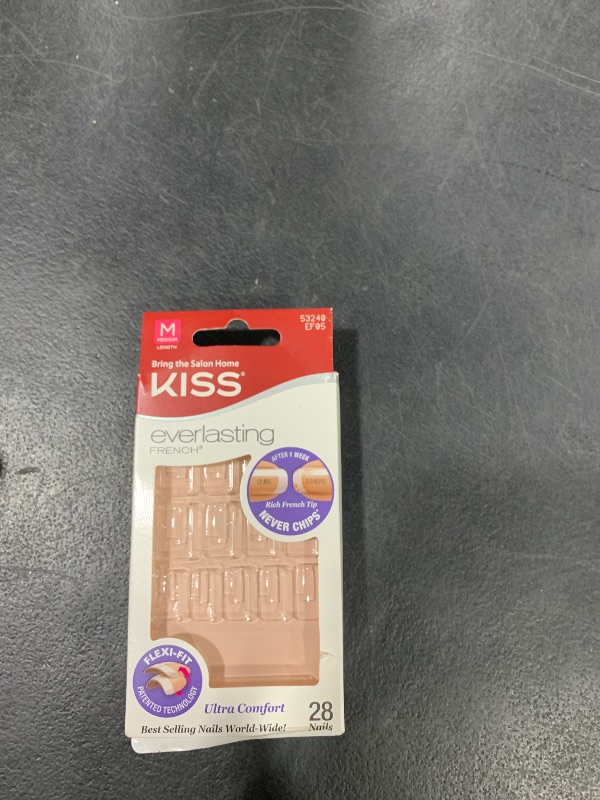 M
MEDIUM
LENGTH
53240
EF05
Bring the Salon Home
KISS®
everlasting
FRENCH®
AFTER 1 WEEK
OURS
OTHERS
Rich French Tip
NEVER CHIPS*
FLEXI-FIT
PATENTED TECHNOLOGY
Ultra Comfort
28
Nails
Best Selling Nails World-Wide!